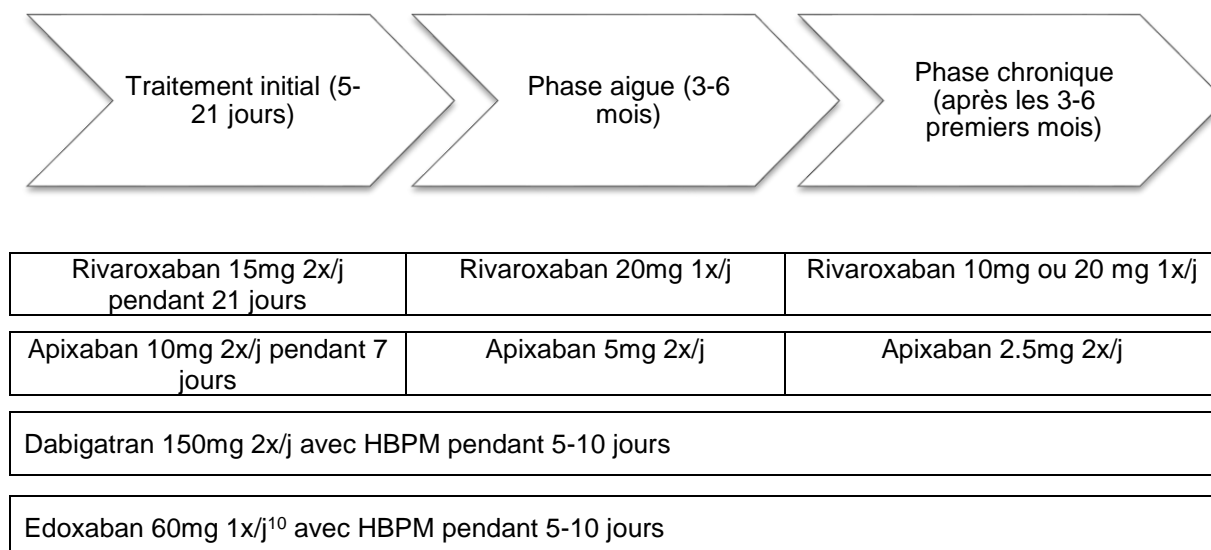 Traitement initial (5-
21 jours)
Phase aigue (3-6
mois)
Phase chronique
(après les 3-6
premiers mois)
Rivaroxaban 15mg 2x/j
pendant 21 jours
Rivaroxaban 20mg 1x/j
Rivaroxaban 10mg ou 20 mg 1x/j
Apixaban 10mg 2x/j pendant 7
jours
Apixaban 5mg 2x/j
Apixaban 2.5mg 2x/j
Dabigatran 150mg 2x/j avec HBPM pendant 5-10 jours
Edoxaban 60mg 1x/j¹⁰ avec HBPM pendant 5-10 jours